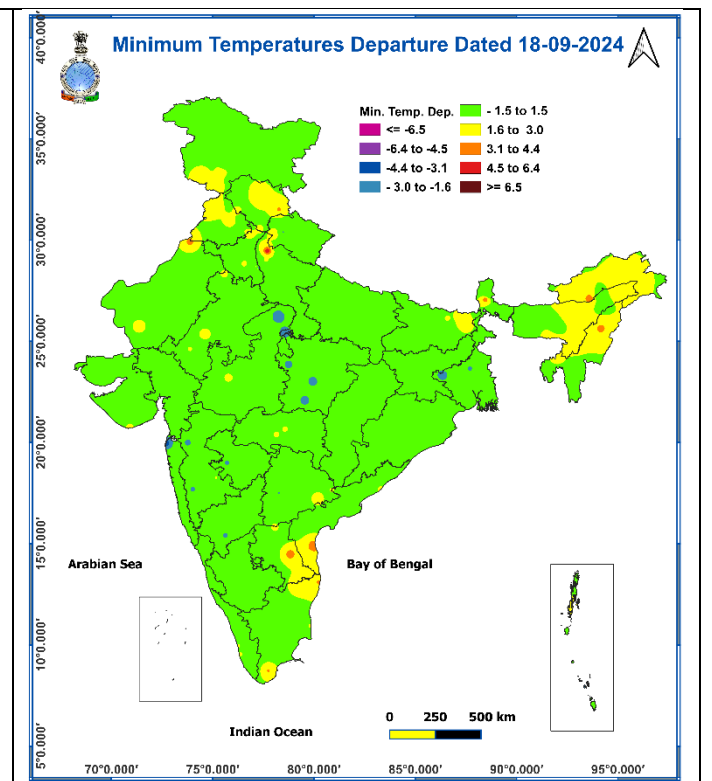 Minimum Temperatures Departure Dated 18-09-2024
Min. Temp. Dep.
<= -6.5
-6.4 to -4.5
-4.4 to -3.1
- 3.0 to -1.6
- 1.5 to 1.5
1.6 to 3.0
3.1 to 4.4
4.5 to 6.4
>= 6.5
40°0.000'
35°0.000'
30°0.000'
25°0.000'
20°0.000'
15°0.000'
10°0.000'
5°0.000'
Arabian Sea
Bay of Bengal
Indian Ocean
0 250 500 km
70°0.000' 75°0.000' 80°0.000' 85°0.000' 90°0.000' 95°0.000'